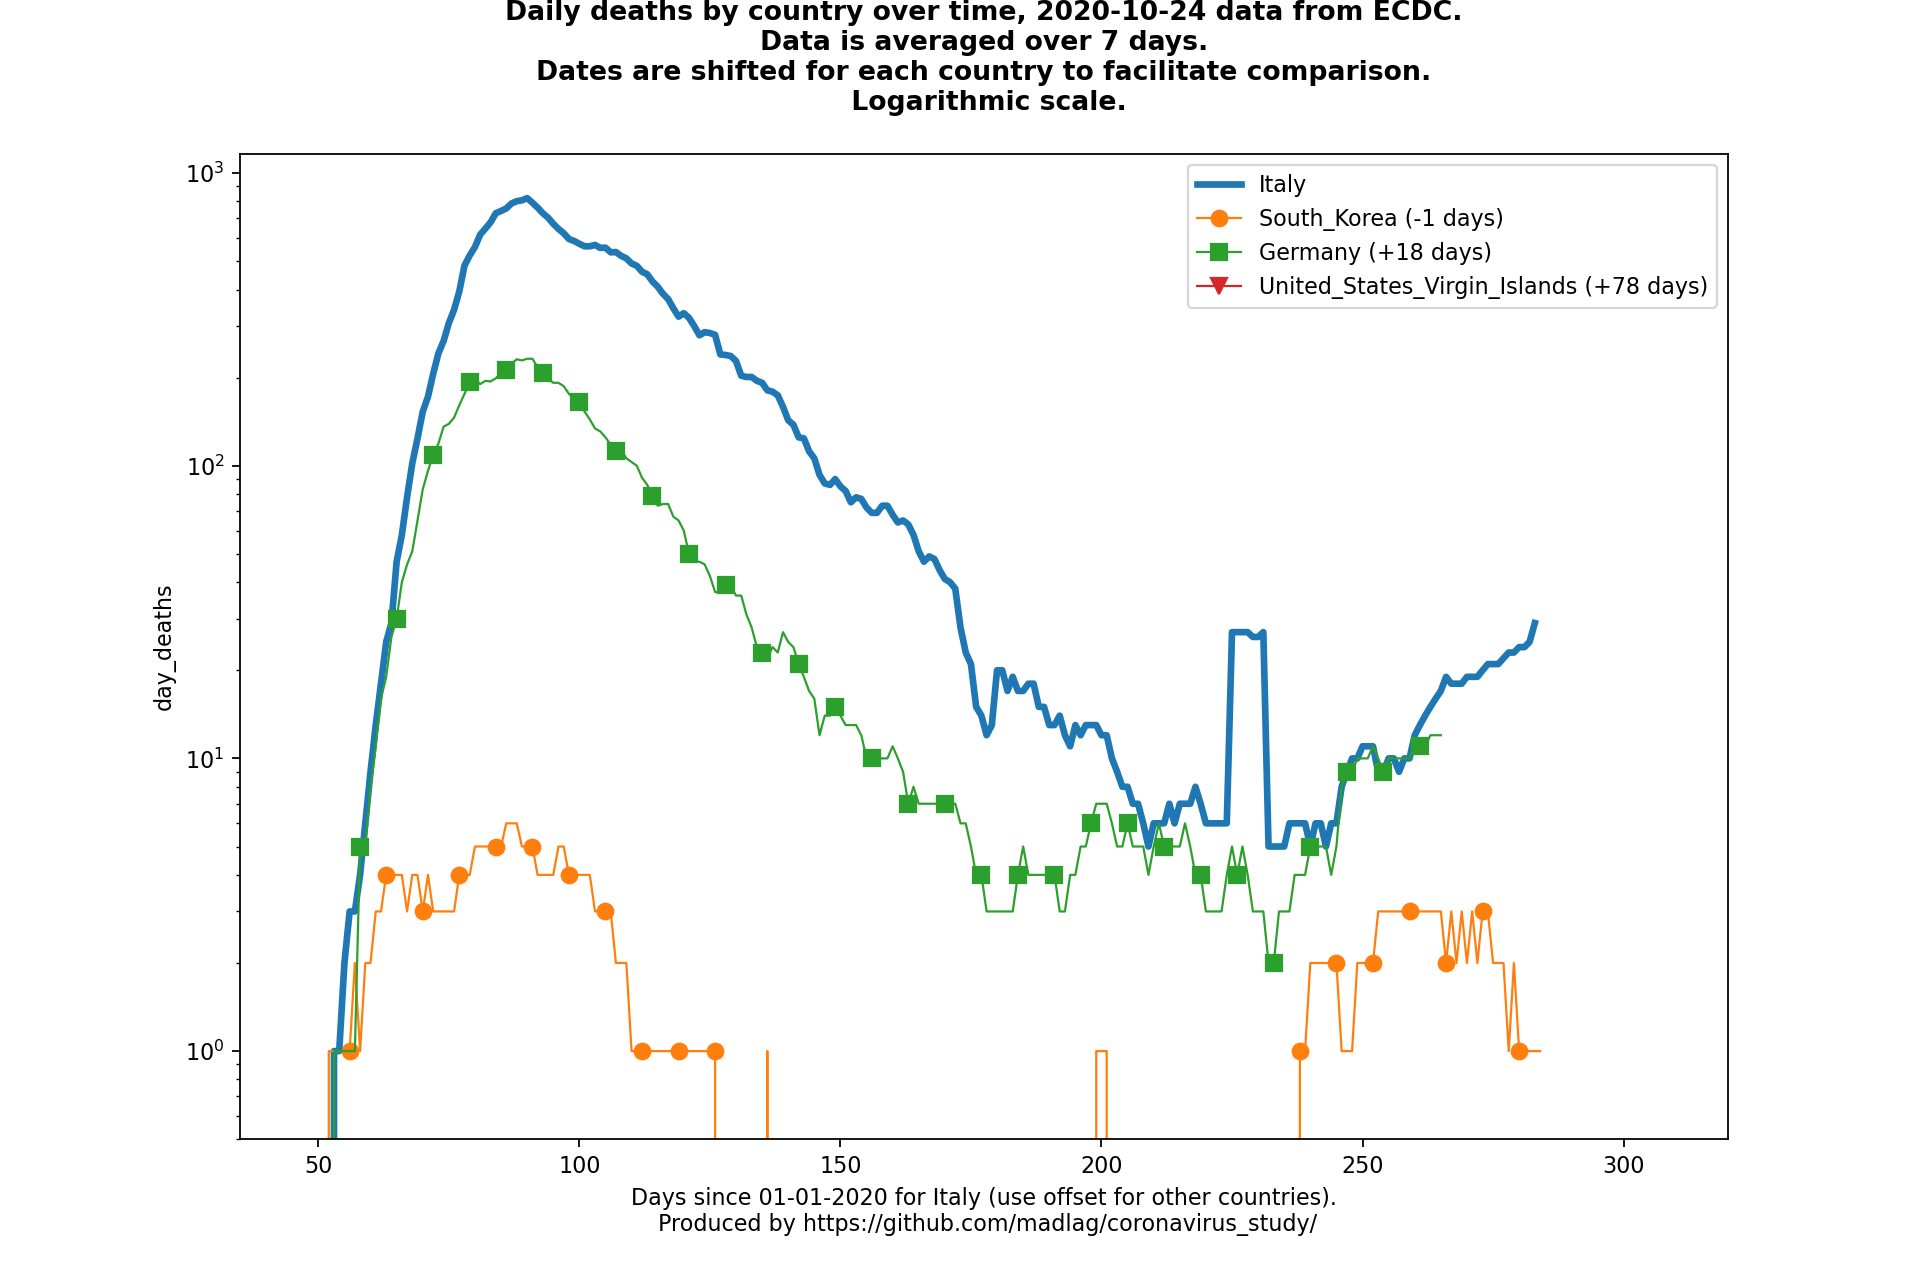 Daily deaths by country over time, 2020-10-24 data from ECDC.
Data is averaged over 7 days.
Dates are shifted for each country to facilitate comparison.
Logarithmic scale.
10³
Italy
South_Korea (-1 days)
Germany (+18 days)
United_States_Virgin_Islands (+78 days)
10²
day_deaths
10¹
10⁰
50 100 150 200 250 300
Days since 01-01-2020 for Italy (use offset for other countries).
Produced by https://github.com/madlag/coronavirus_study/